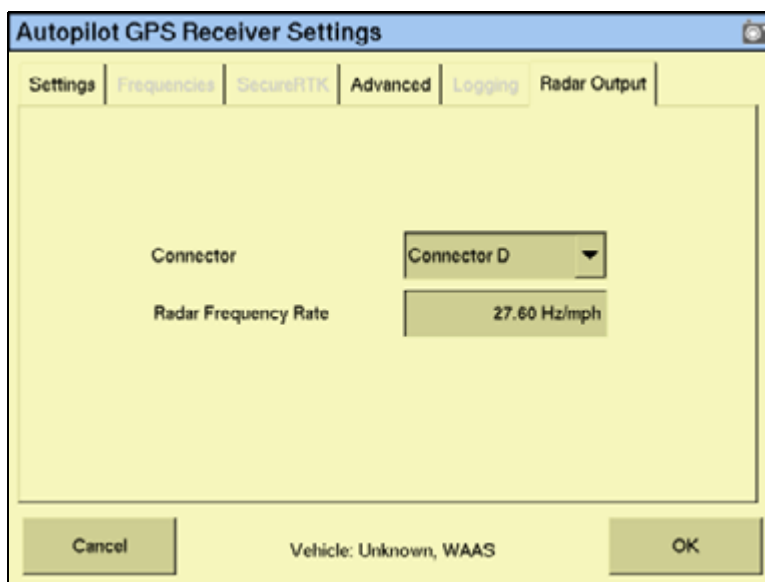 Autopilot GPS Receiver Settings
Settings Frequencies SecureRTK Advanced Logging Radar Output
Connector Connector D
Radar Frequency Rate 27.60 Hz/mph
Cancel Vehicle: Unknown, WAAS OK